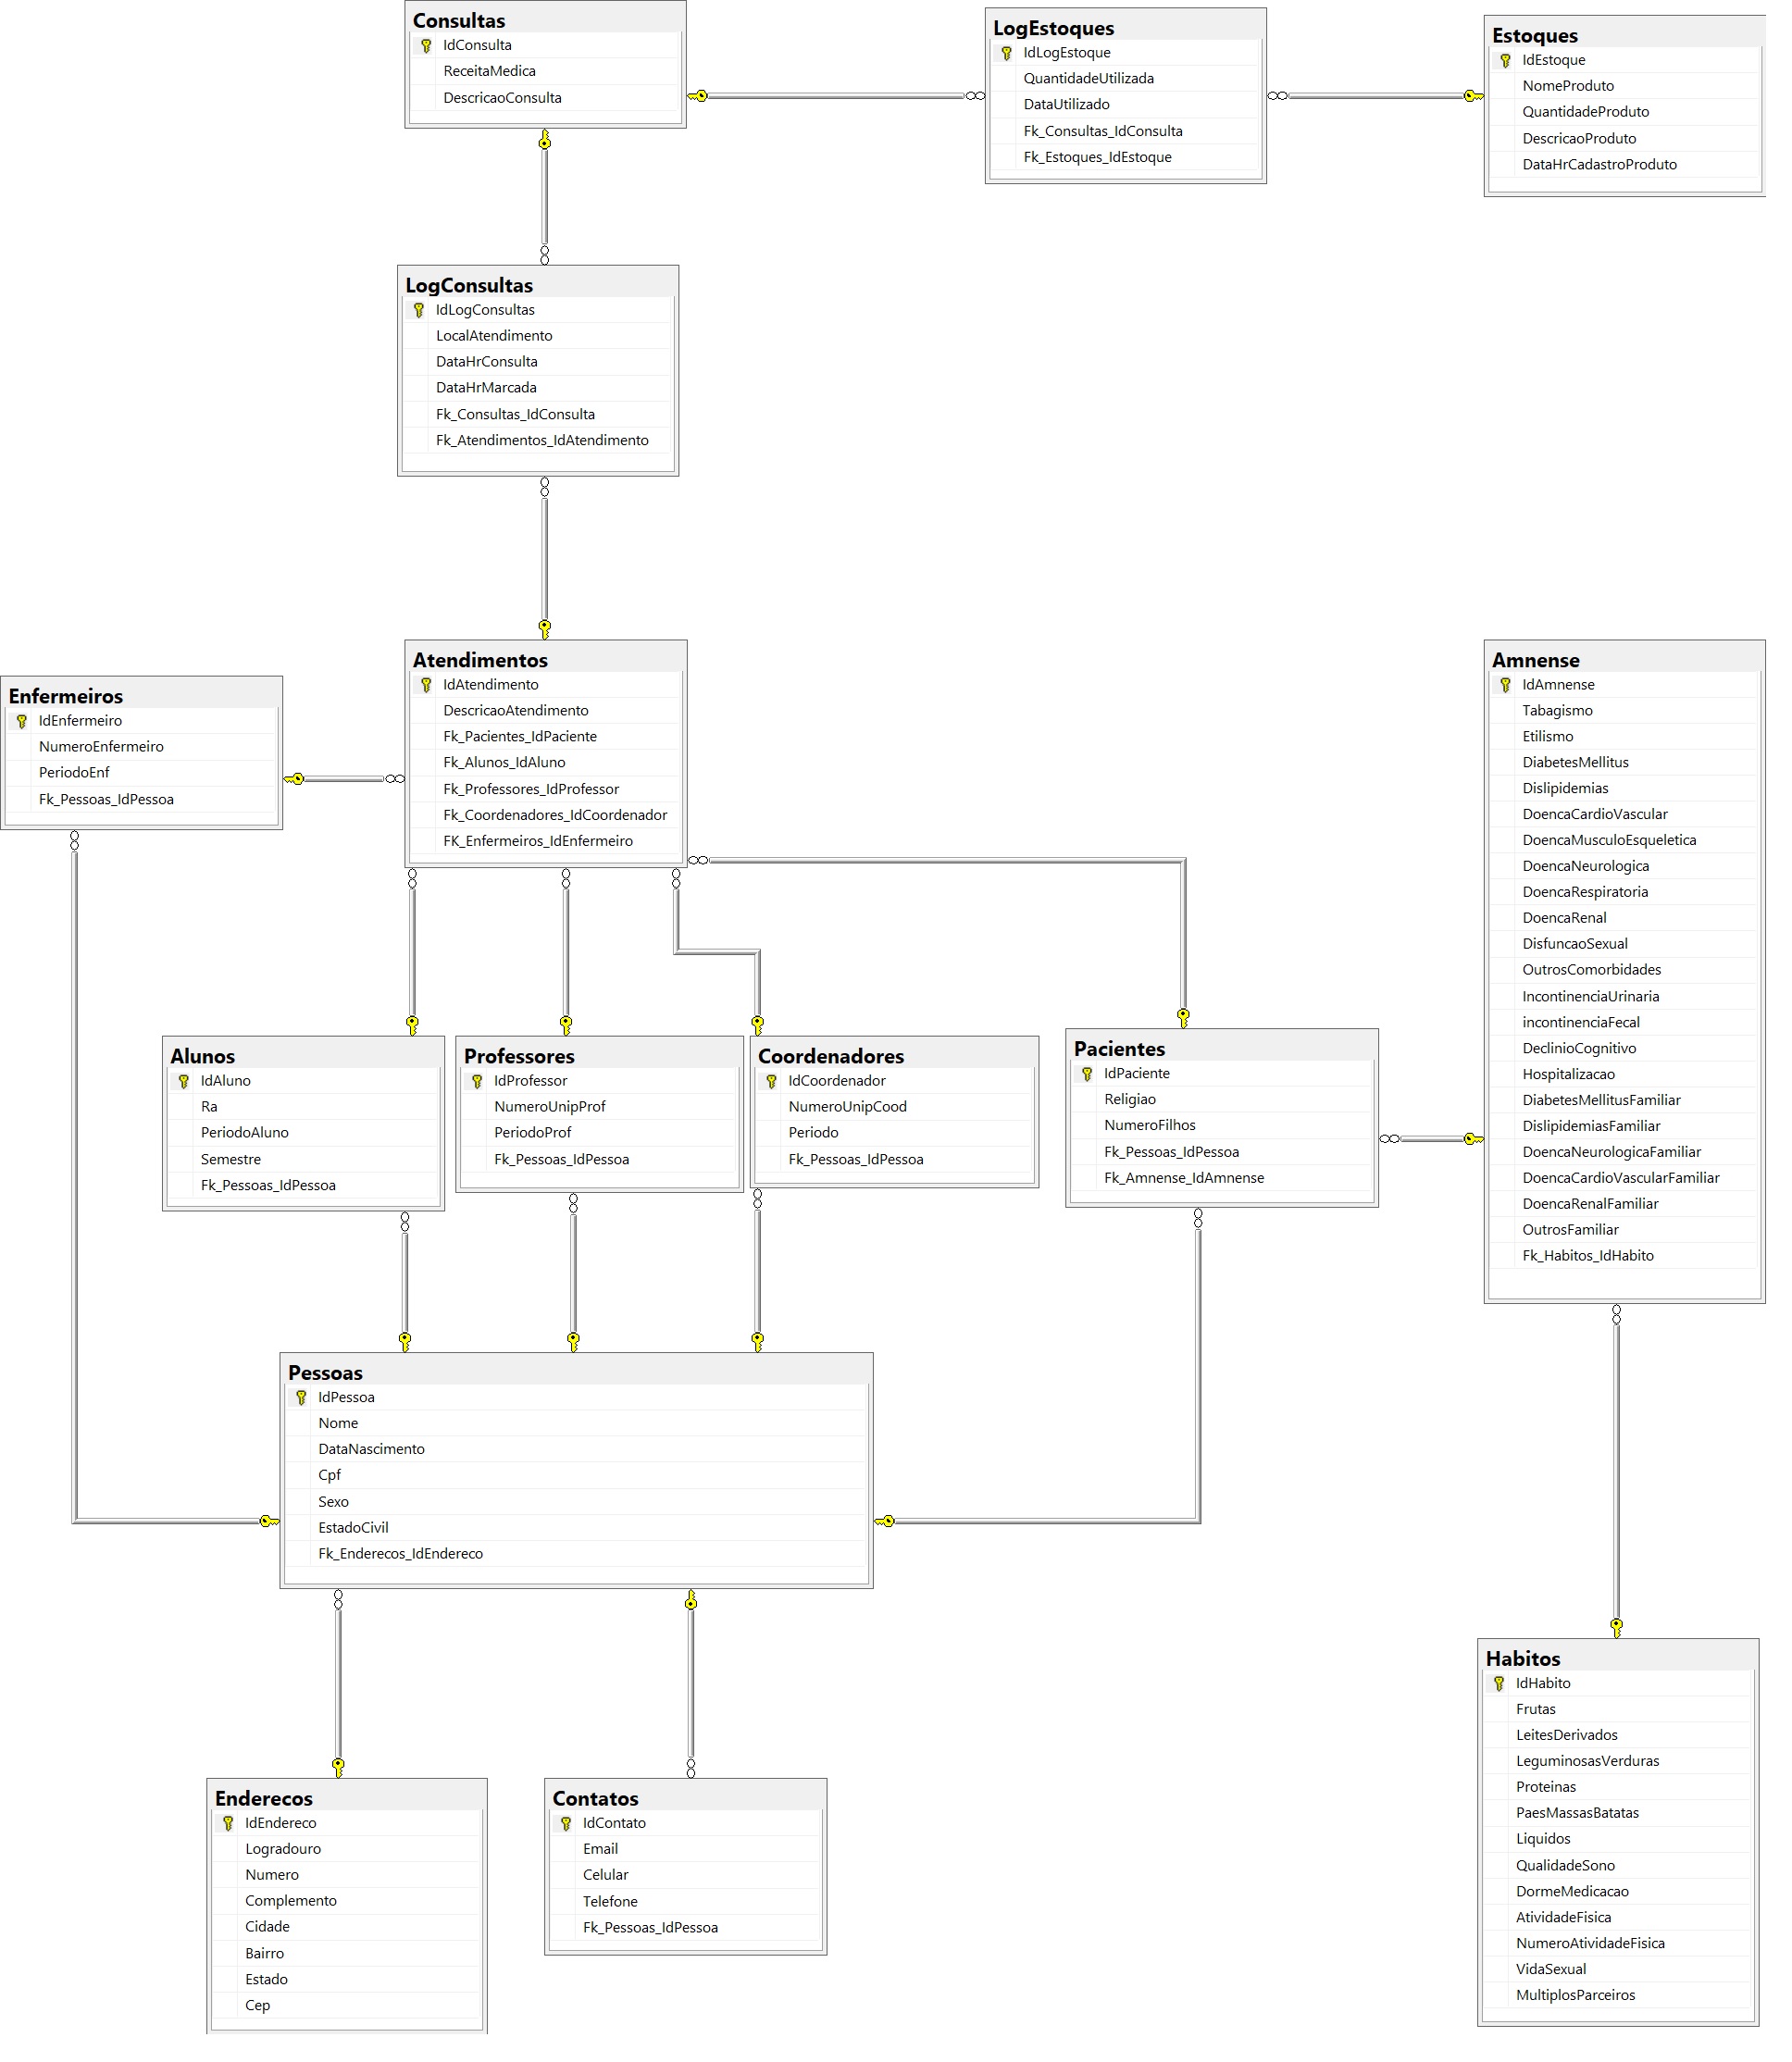 Consultas
IdConsulta
ReceitaMedica
DescricaoConsulta
LogEstoques
IdLogEstoque
QuantidadeUtilizada
DataUtilizado
Fk_Consultas_IdConsulta
Fk_Estoques_IdEstoque
Estoques
IdEstoque
NomeProduto
QuantidadeProduto
DescricaoProduto
DataHrCadastroProduto
LogConsultas
IdLogConsultas
LocalAtendimento
DataHrConsulta
DataHrMarcada
Fk_Consultas_IdConsulta
Fk_Atendimentos_IdAtendimento
Enfermeiros
IdEnfermeiro
NumeroEnfermeiro
PeriodoEnf
Fk_Pessoas_IdPessoa
Atendimentos
IdAtendimento
DescricaoAtendimento
Fk_Pacientes_IdPaciente
Fk_Alunos_IdAluno
Fk_Professores_IdProfessor
Fk_Coordenadores_IdCoordenador
FK_Enfermeiros_IdEnfermeiro
Amnense
IdAmnense
Tabagismo
Etilismo
DiabetesMellitus
Dislipidemias
DoencaCardioVascular
DoencaMusculoEsqueletica
DoencaNeurologica
DoencaRespiratoria
DoencaRenal
DisfuncaoSexual
OutrosComorbidades
IncontinenciaUrinaria
incontinenciaFecal
DeclinioCognitivo
Hospitalizacao
DiabetesMellitusFamiliar
DislipidemiasFamiliar
DoencaNeurologicaFamiliar
DoencaCardioVascularFamiliar
DoencaRenalFamiliar
OutrosFamiliar
Fk_Habitos_IdHabito
Alunos
IdAluno
Ra
PeriodoAluno
Semestre
Fk_Pessoas_IdPessoa
Professores
IdProfessor
NumeroUnipProf
PeriodoProf
Fk_Pessoas_IdPessoa
Coordenadores
IdCoordenador
NumeroUnipCood
Periodo
Fk_Pessoas_IdPessoa
Pacientes
IdPaciente
Religiao
NumeroFilhos
Fk_Pessoas_IdPessoa
Fk_Amnense_IdAmnense
Pessoas
IdPessoa
Nome
DataNascimento
Cpf
Sexo
EstadoCivil
Fk_Enderecos_IdEndereco
Enderecos
IdEndereco
Logradouro
Numero
Complemento
Cidade
Bairro
Estado
Cep
Contatos
IdContato
Email
Celular
Telefone
Fk_Pessoas_IdPessoa
Habitos
IdHabito
Frutas
LeitesDerivados
LeguminosasVerduras
Proteinas
PaesMassasBatatas
Liquidos
QualidadeSono
DormeMedicacao
AtividadeFisica
NumeroAtividadeFisica
VidaSexual
MultiplosParceiros